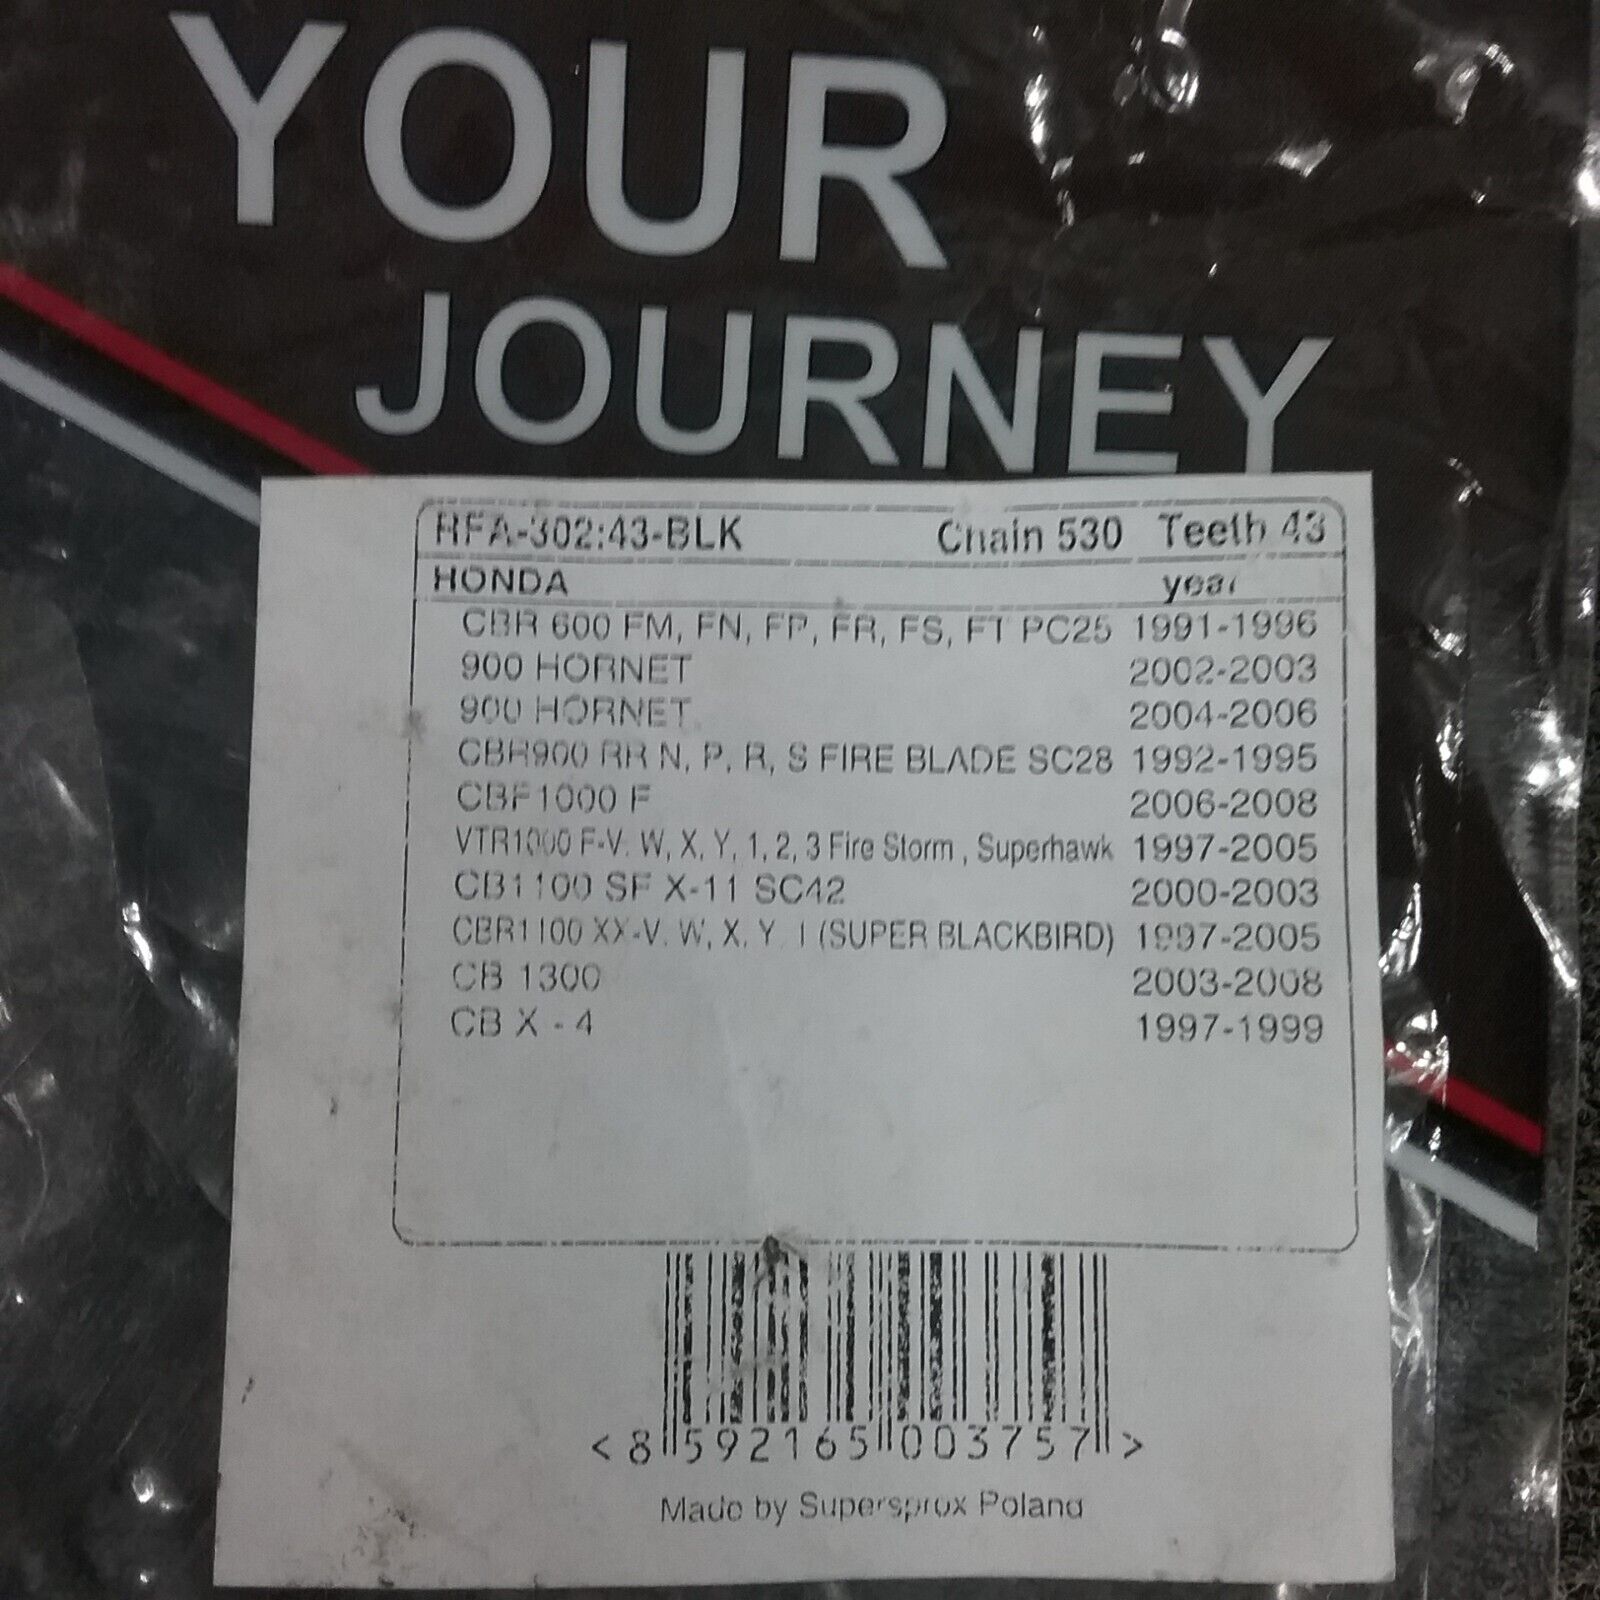 YOUR
JOURNEY
RFA-302:43-BLK Chain 530 Teeth 43
HONDA year
CBR 600 FM, FN, FP, FR, FS, FT PC25 1991-1996
900 HORNET 2002-2003
900 HORNET 2004-2006
CBR900 RR N, P, R, S FIRE BLADE SC28 1992-1995
CBF1000 F 2006-2008
VTR1000 F-V, W, X, Y, 1, 2, 3 Fire Storm , Superhawk 1997-2005
CB1100 SF X-11 SC42 2000-2003
CBR1100 XX-V, W, X, Y, 1 (SUPER BLACKBIRD) 1997-2005
CB 1300 2003-2008
CB X - 4 1997-1999
< 8 592165 003757 >
Made by Supersprox Poland